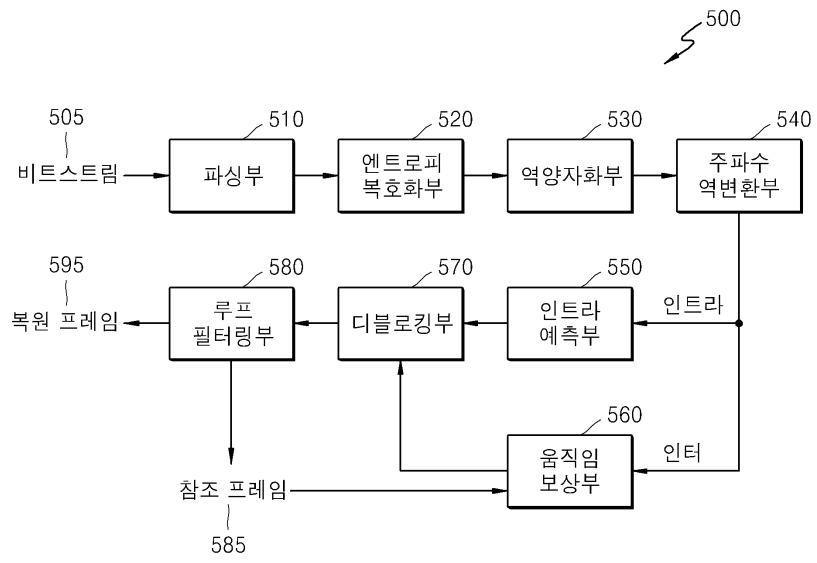 500
505
510
520
530
540
비트스트림
파싱부
엔트로피
복호화부
역양자화부
주파수
역변환부
595
580
570
550
복원 프레임
루프
필터링부
디블로킹부
인트라
예측부
인트라
560
움직임
보상부
인터
참조 프레임
585